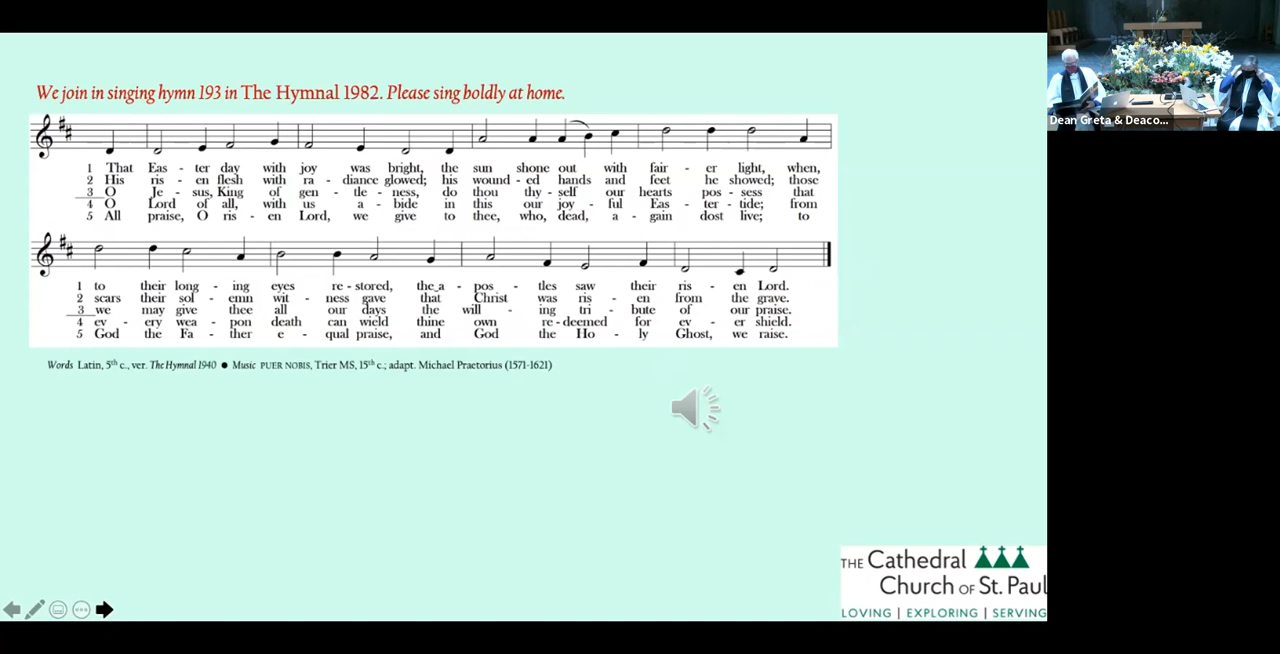 We join in singing hymn 193 in The Hymnal 1982. Please sing boldly at home.
1 That Eas - ter day with joy was bright, the sun shone out with fair - er light, when,
2 His ris - en flesh with ra - diance glowed; his wound - ed hands and feet he showed; those
3 O Je - sus, King of gen - tle - ness, do thou thy - self our hearts pos - sess that
4 O Lord of all, with us a - bide in this our joy - ful Eas - ter - tide; from
5 All praise, O ris - en Lord, we give to thee, who, dead, a - gain dost live; to
1 to their long - ing eyes re - stored, the a - pos - tles saw their ris - en Lord.
2 scars their sol - emn wit - ness gave that Christ was ris - en from the grave.
3 we may give thee all our days the will - ing tri - bute of our praise.
4 ev - ery wea - pon death can wield thine own re - deemed for ev - er shield.
5 God the Fa - ther e - qual praise, and God the Ho - ly Ghost, we raise.
Words Latin, 5th c., ver. The Hymnal 1940 ● Music PUER NOBIS, Trier MS, 15th c.; adapt. Michael Praetorius (1571-1621)
Dean Greta & Deaco...
THE Cathedral
Church OF St. Paul
LOVING | EXPLORING | SERVING